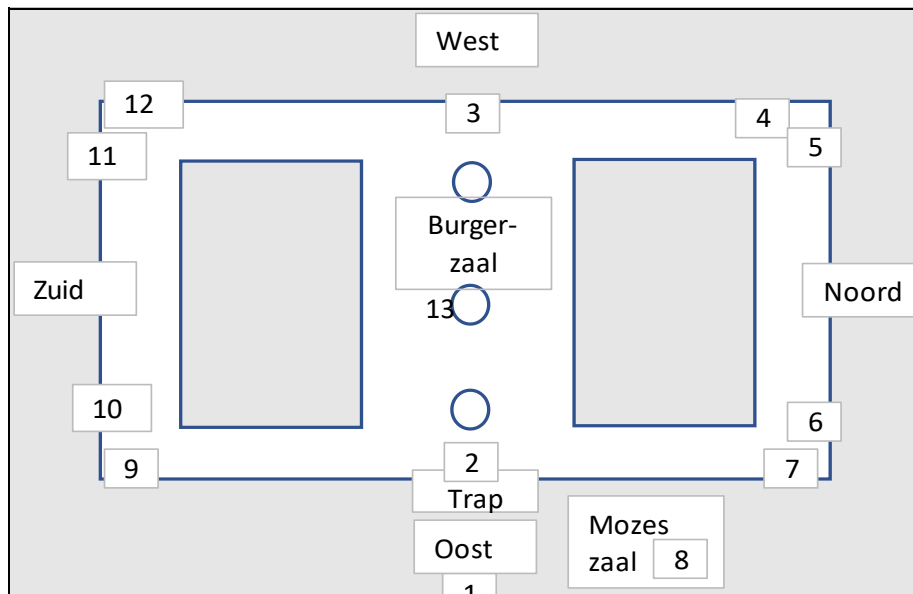 West
12
3
4
5
11
Burger-
zaal
Zuid
Noord
13
10
6
9
2
7
Trap
Mozes
Oost
zaal 8
1